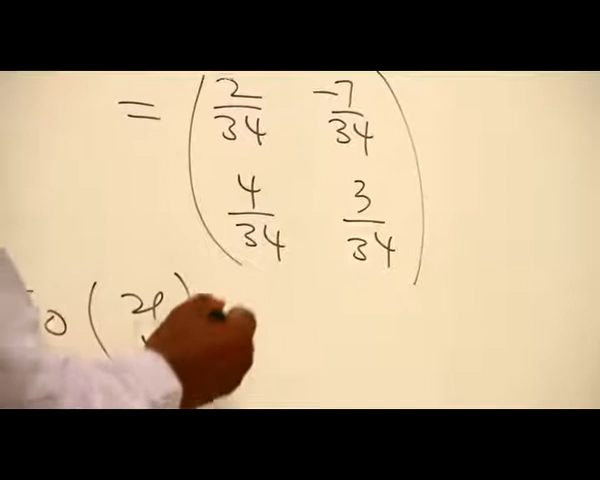 = ( 2/34 -7/34
4/34 3/34 )
o (